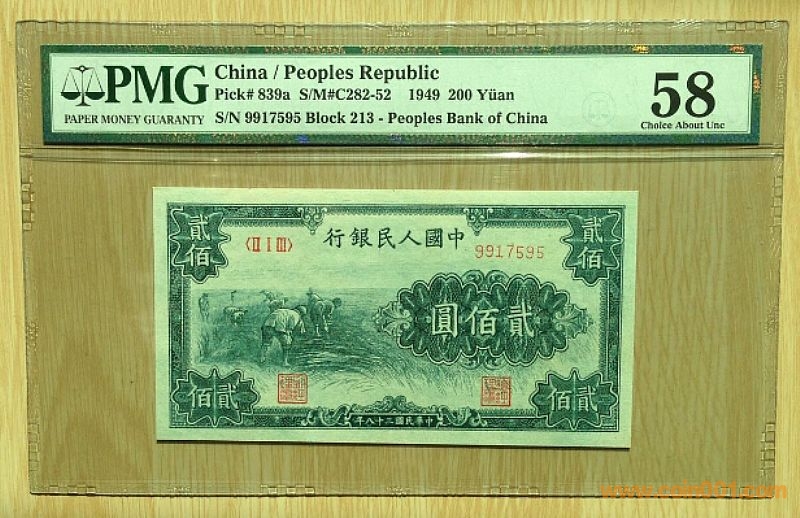 PMG
PAPER MONEY GUARANTY
China / Peoples Republic
Pick# 839a S/M#C282-52 1949 200 Yüan
S/N 9917595 Block 213 - Peoples Bank of China
58
Choice About Unc
貳佰
行銀民人國中
貳佰
〈Ⅱ Ⅰ Ⅲ〉
9917595
圓佰貳
佰貳
年八十三國民華中
佰貳
www.coin001.com